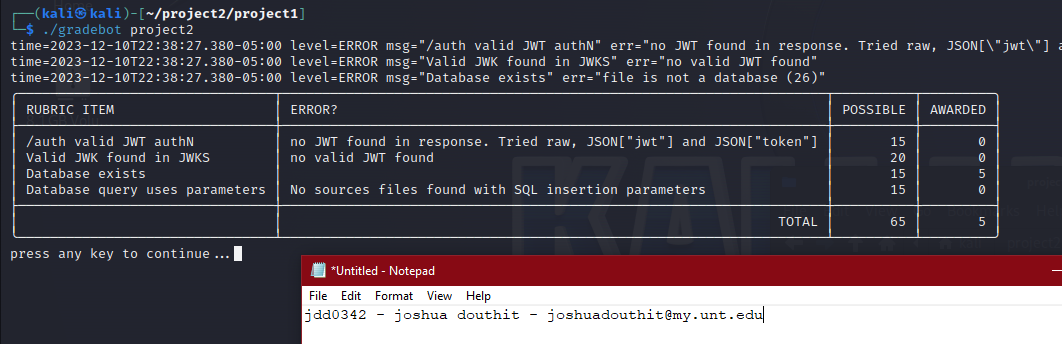 (kali㉿kali)-[~/project2/project1]
$ ./gradebot project2
time=2023-12-10T22:38:27.380-05:00 level=ERROR msg="/auth valid JWT authN" err="no JWT found in response. Tried raw, JSON[\"jwt\"] a
time=2023-12-10T22:38:27.380-05:00 level=ERROR msg="Valid JWK found in JWKS" err="no valid JWT found"
time=2023-12-10T22:38:27.380-05:00 level=ERROR msg="Database exists" err="file is not a database (26)"
RUBRIC ITEM ERROR? POSSIBLE AWARDED
/auth valid JWT authN no JWT found in response. Tried raw, JSON["jwt"] and JSON["token"] 15 0
Valid JWK found in JWKS no valid JWT found 20 0
Database exists 15 5
Database query uses parameters No sources files found with SQL insertion parameters 15 0
TOTAL 65 5
press any key to continue...
*Untitled - Notepad
File Edit Format View Help
jdd0342 - joshua douthit - joshuadouthit@my.unt.edu